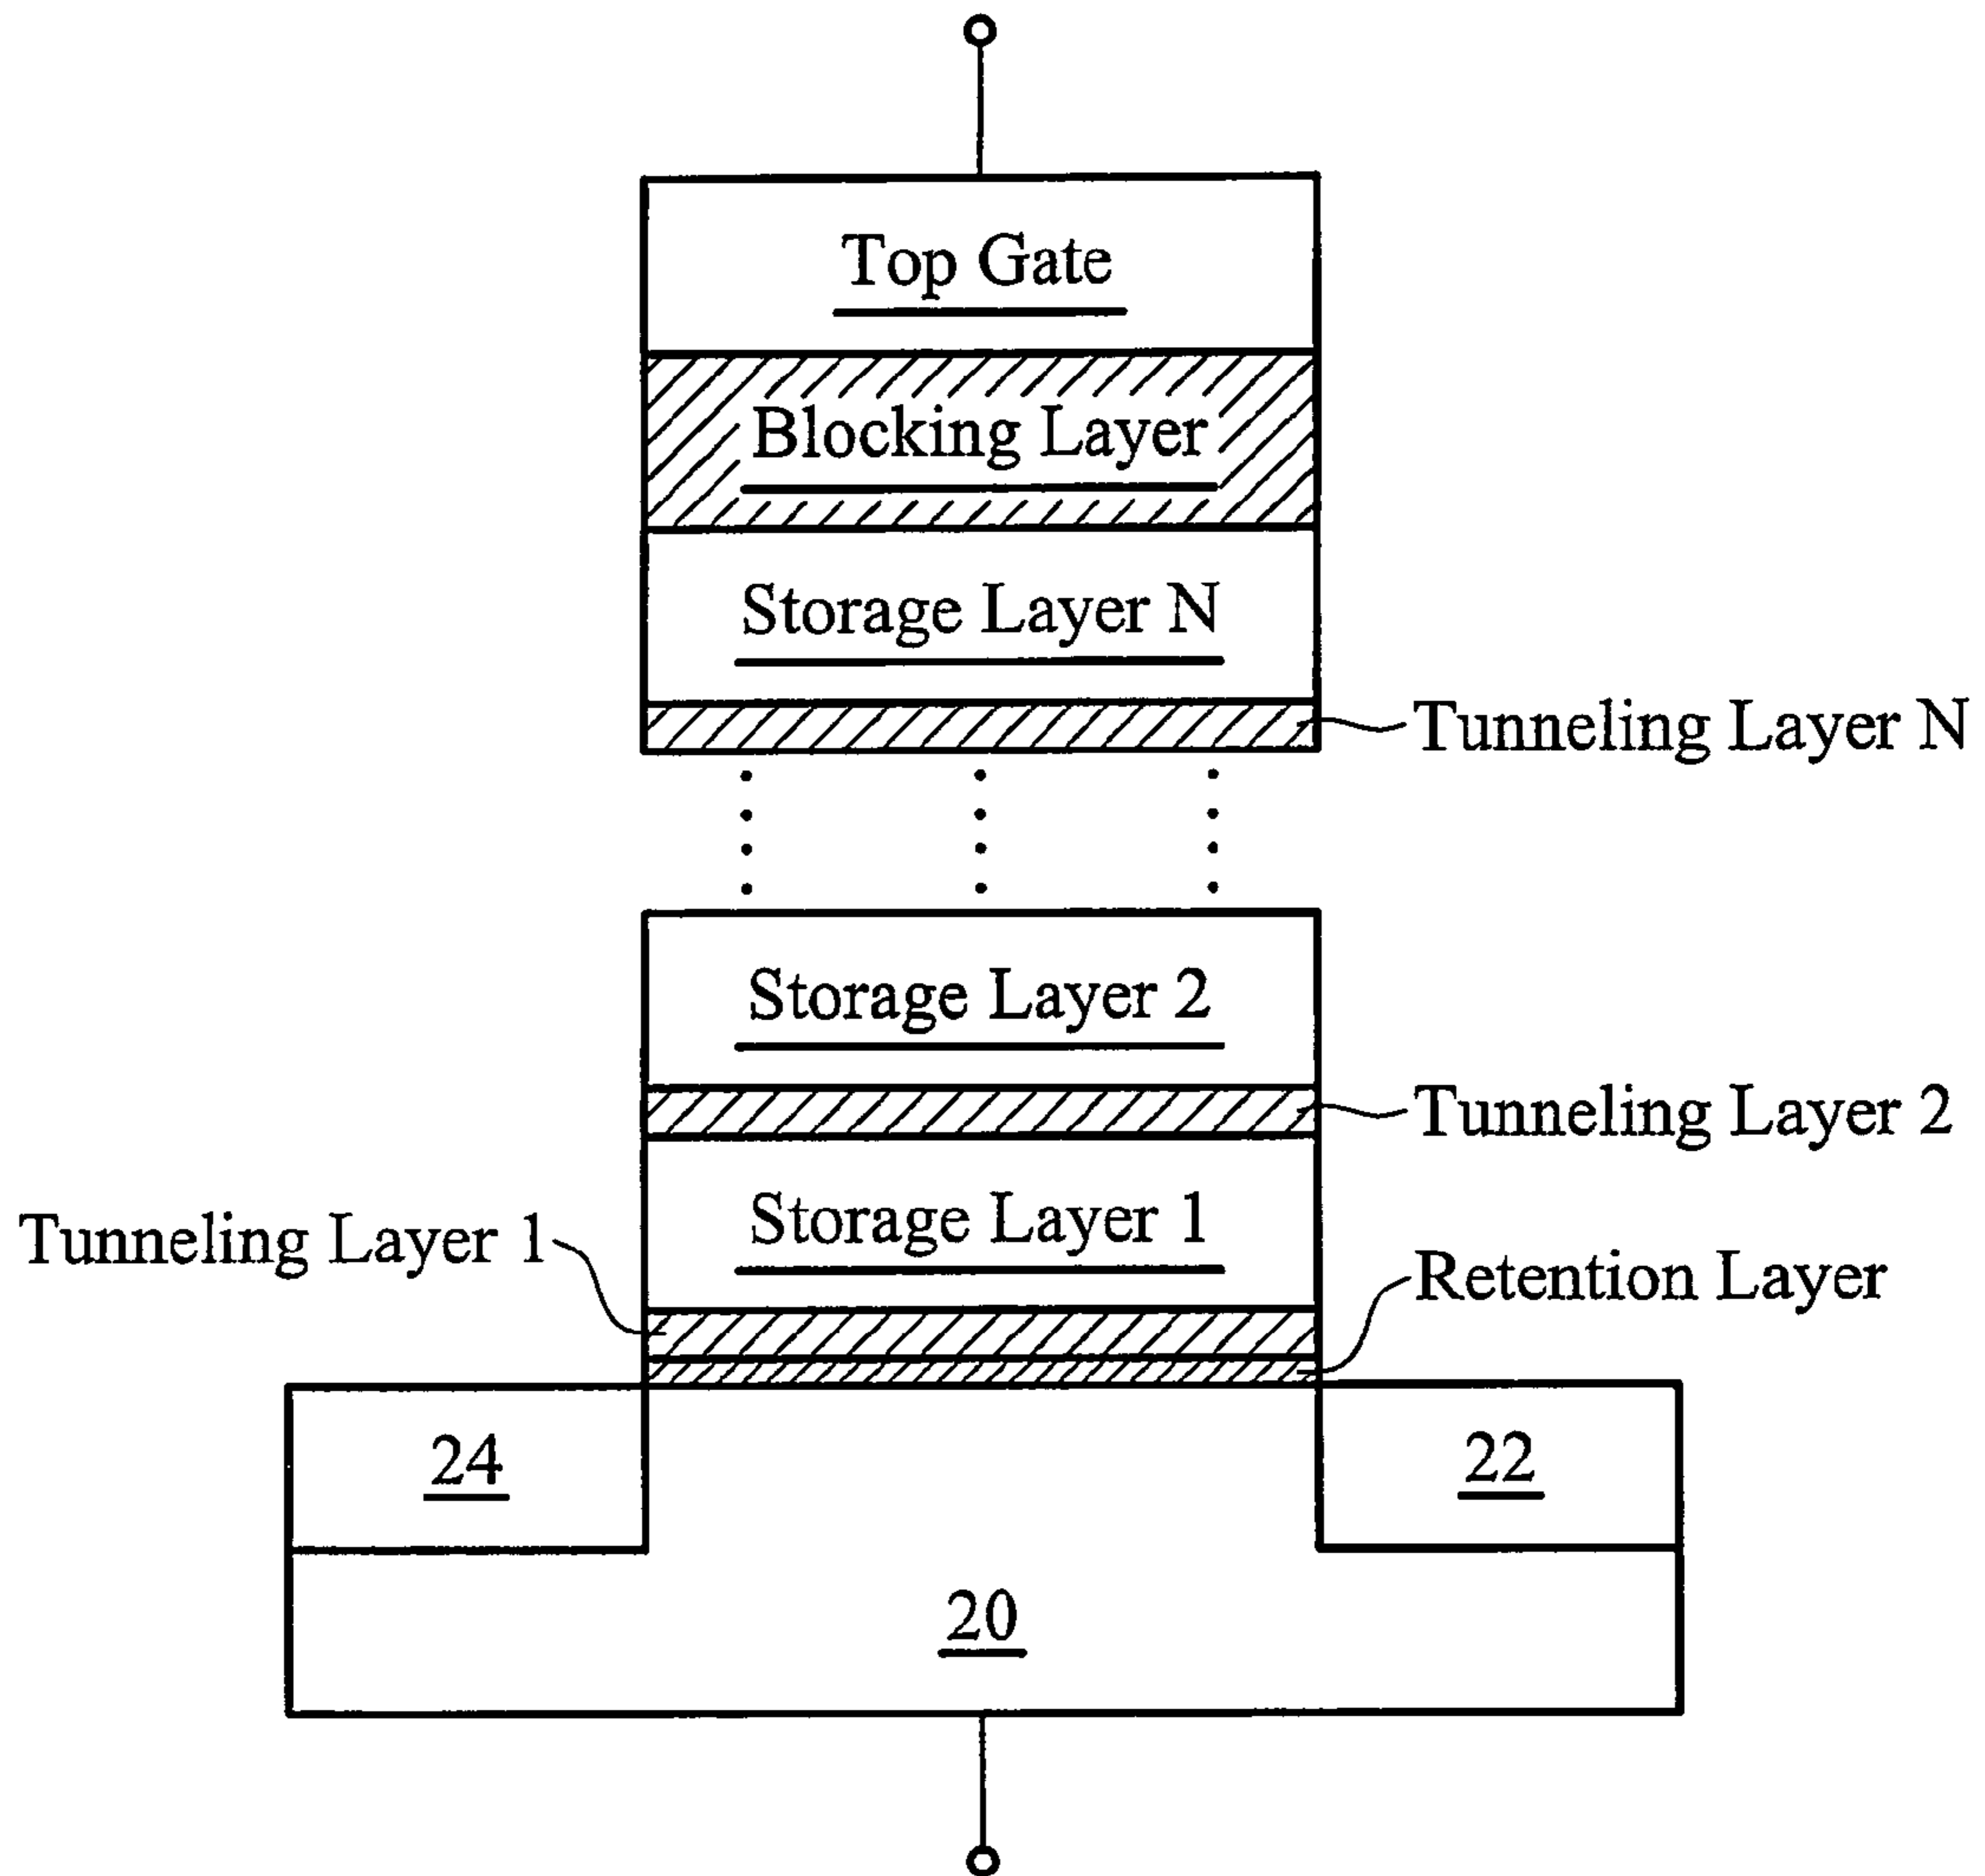 Top Gate
Blocking Layer
Storage Layer N
Tunneling Layer N
Storage Layer 2
Tunneling Layer 2
Storage Layer 1
Tunneling Layer 1
Retention Layer
24
22
20